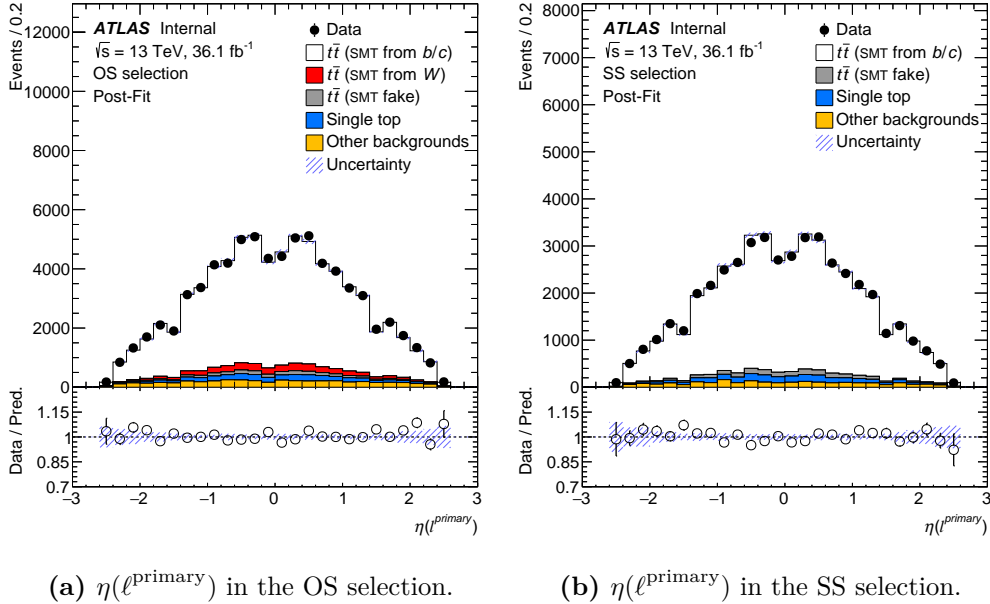 ATLAS Internal
√s = 13 TeV, 36.1 fb-1
OS selection
Post-Fit
Data
tt̄ (SMT from b/c)
tt̄ (SMT from W)
tt̄ (SMT fake)
Single top
Other backgrounds
Uncertainty
Events / 0.2
12000
10000
8000
6000
4000
2000
0
Data / Pred.
1.15
1
0.85
0.7
−3 −2 −1 0 1 2 3
η(l^primary)
(a) η(ℓ^primary) in the OS selection.
ATLAS Internal
√s = 13 TeV, 36.1 fb-1
SS selection
Post-Fit
Data
tt̄ (SMT from b/c)
tt̄ (SMT fake)
Single top
Other backgrounds
Uncertainty
Events / 0.2
8000
7000
6000
5000
4000
3000
2000
1000
0
Data / Pred.
1.15
1
0.85
0.7
−3 −2 −1 0 1 2 3
η(l^primary)
(b) η(ℓ^primary) in the SS selection.